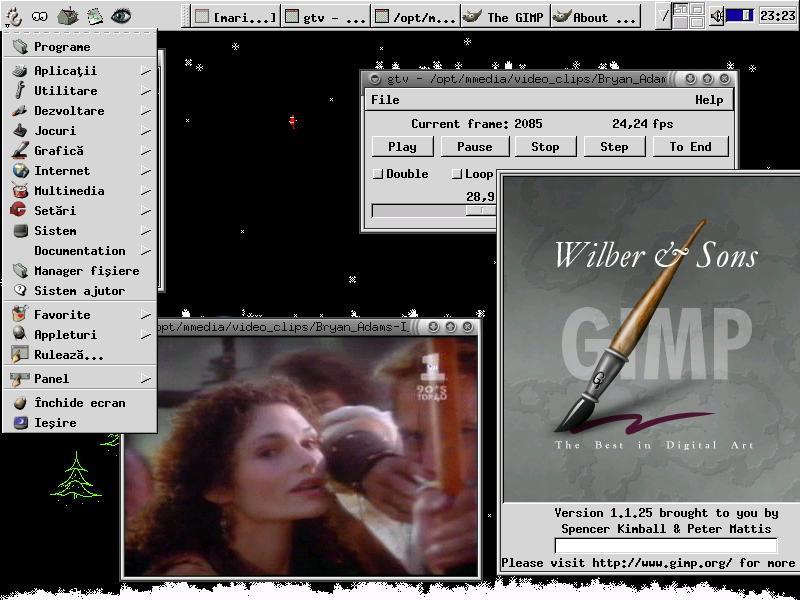 [mari...]
gtv - ...
/opt/m...
The GIMP
About ...
23:23
Programe
Aplicaţii
Utilitare
Dezvoltare
Jocuri
Grafică
Internet
Multimedia
Setări
Sistem
Documentation
Manager fişiere
Sistem ajutor
Favorite
Appleturi
Rulează...
Panel
Închide ecran
Ieşire
gtv - /opt/mmedia/video_clips/Bryan_Adam
File Help
Current frame: 2085 24,24 fps
Play Pause Stop Step To End
Double Loop
28,9
opt/mmedia/video_clips/Bryan_Adams-I_
1
90'S
TOP40
Wilber & Sons
GIMP
The Best in Digital Art
Version 1.1.25 brought to you by
Spencer Kimball & Peter Mattis
Please visit http://www.gimp.org/ for more